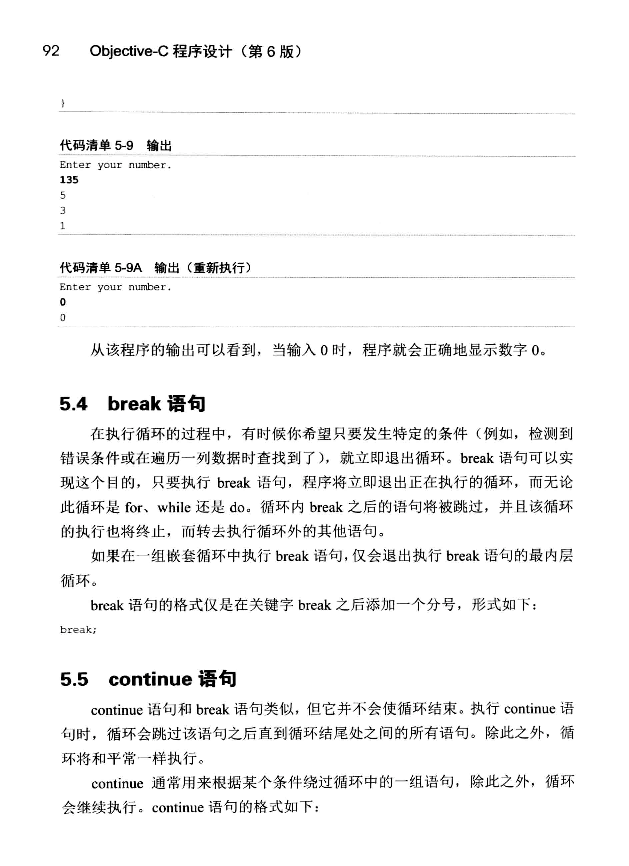 92 Objective-C 程序设计（第 6 版）
}
代码清单 5-9 输出
Enter your number.
135
5
3
1
代码清单 5-9A 输出（重新执行）
Enter your number.
0
0
从该程序的输出可以看到，当输入 0 时，程序就会正确地显示数字 0。
5.4 break 语句
在执行循环的过程中，有时候你希望只要发生特定的条件（例如，检测到
错误条件或在遍历一列数据时查找到了），就立即退出循环。break 语句可以实
现这个目的，只要执行 break 语句，程序将立即退出正在执行的循环，而无论
此循环是 for、while 还是 do。循环内 break 之后的语句将被跳过，并且该循环
的执行也将终止，而转去执行循环外的其他语句。
如果在一组嵌套循环中执行 break 语句，仅会退出执行 break 语句的最内层
循环。
break 语句的格式仅是在关键字 break 之后添加一个分号，形式如下：
break;
5.5 continue 语句
continue 语句和 break 语句类似，但它并不会使循环结束。执行 continue 语
句时，循环会跳过该语句之后直到循环结尾处之间的所有语句。除此之外，循
环将和平常一样执行。
continue 通常用来根据某个条件绕过循环中的一组语句，除此之外，循环
会继续执行。continue 语句的格式如下：